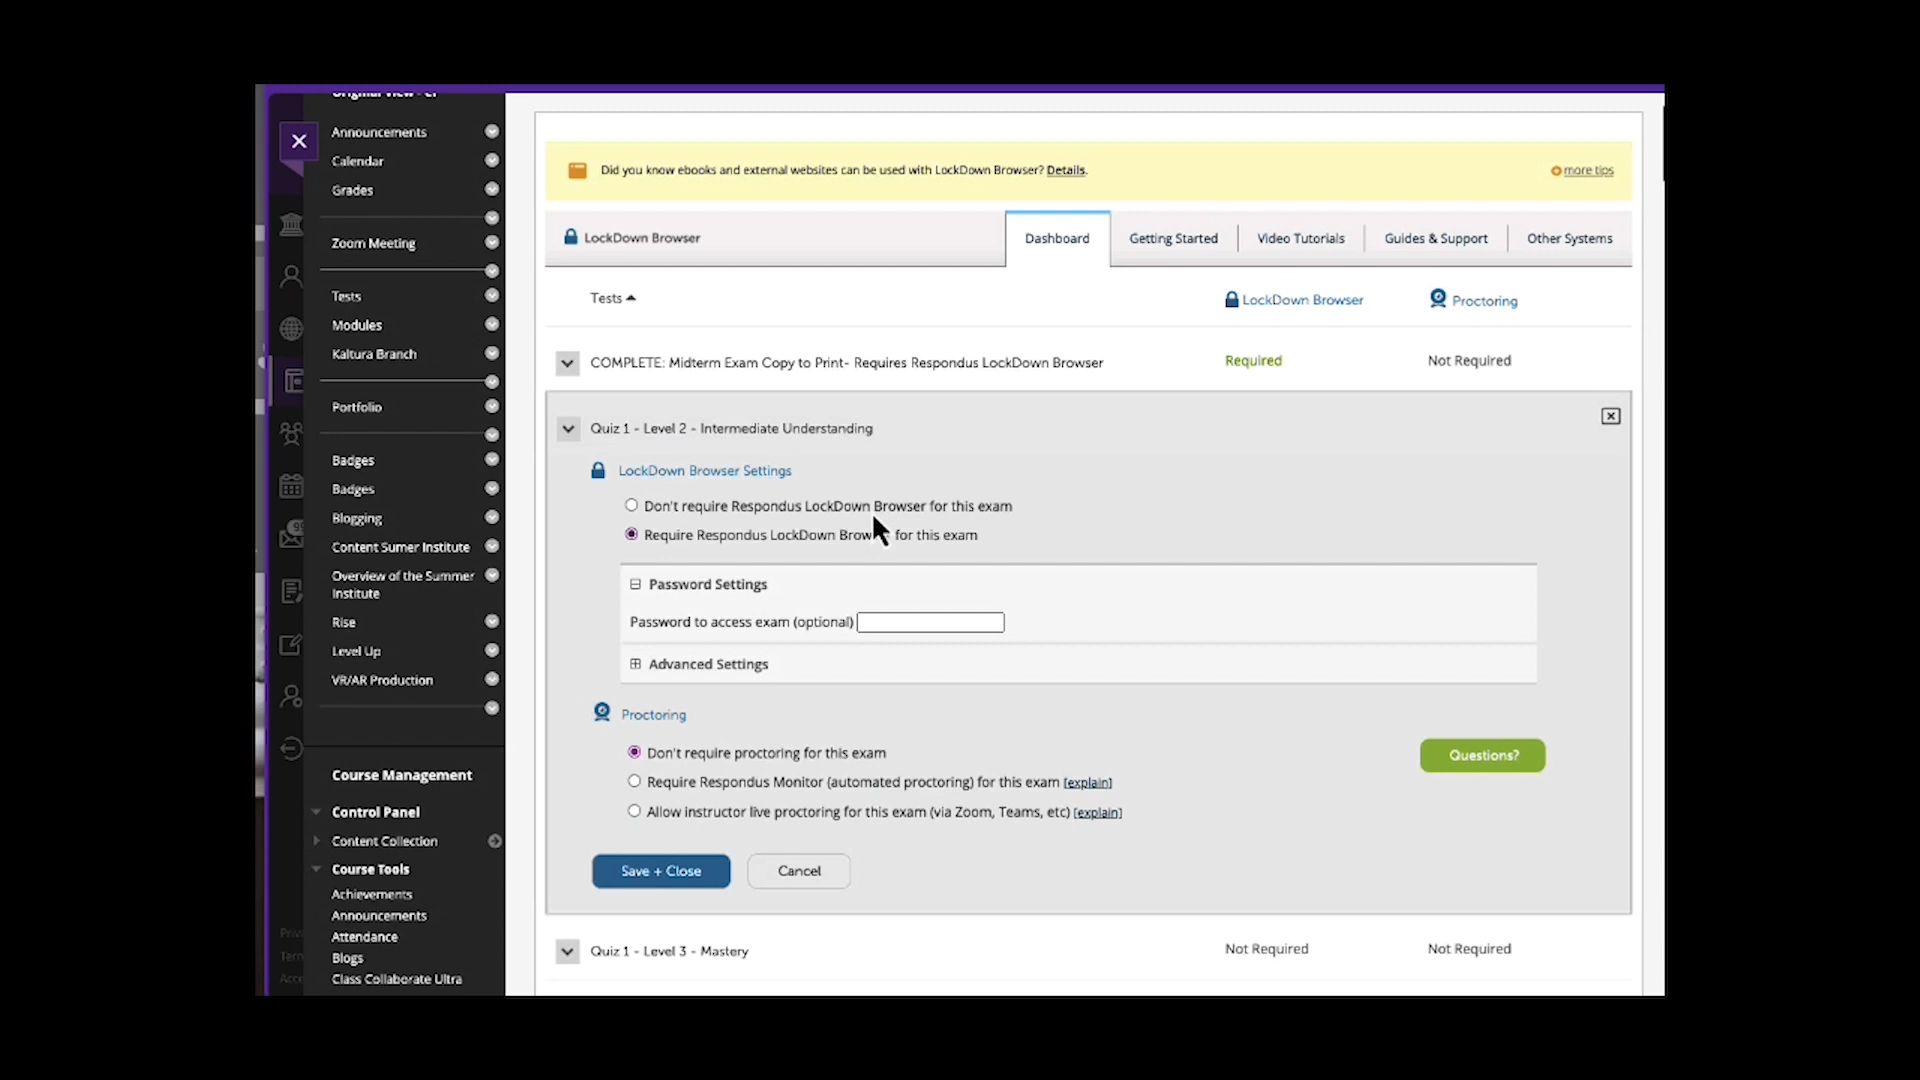 Original View - CP
Announcements
Calendar
Grades
Zoom Meeting
Tests
Modules
Kaltura Branch
Portfolio
Badges
Badges
Blogging
Content Sumer Institute
Overview of the Summer
Institute
Rise
Level Up
VR/AR Production
Course Management
Control Panel
Content Collection
Course Tools
Achievements
Announcements
Attendance
Blogs
Class Collaborate Ultra
Did you know ebooks and external websites can be used with LockDown Browser? Details.
more tips
LockDown Browser
Dashboard
Getting Started
Video Tutorials
Guides & Support
Other Systems
Tests
LockDown Browser
Proctoring
COMPLETE: Midterm Exam Copy to Print- Requires Respondus LockDown Browser
Required
Not Required
Quiz 1 - Level 2 - Intermediate Understanding
LockDown Browser Settings
Don't require Respondus LockDown Browser for this exam
Require Respondus LockDown Brow for this exam
Password Settings
Password to access exam (optional)
Advanced Settings
Proctoring
Don't require proctoring for this exam
Require Respondus Monitor (automated proctoring) for this exam [explain]
Allow instructor live proctoring for this exam (via Zoom, Teams, etc) [explain]
Questions?
Save + Close
Cancel
Quiz 1 - Level 3 - Mastery
Not Required
Not Required